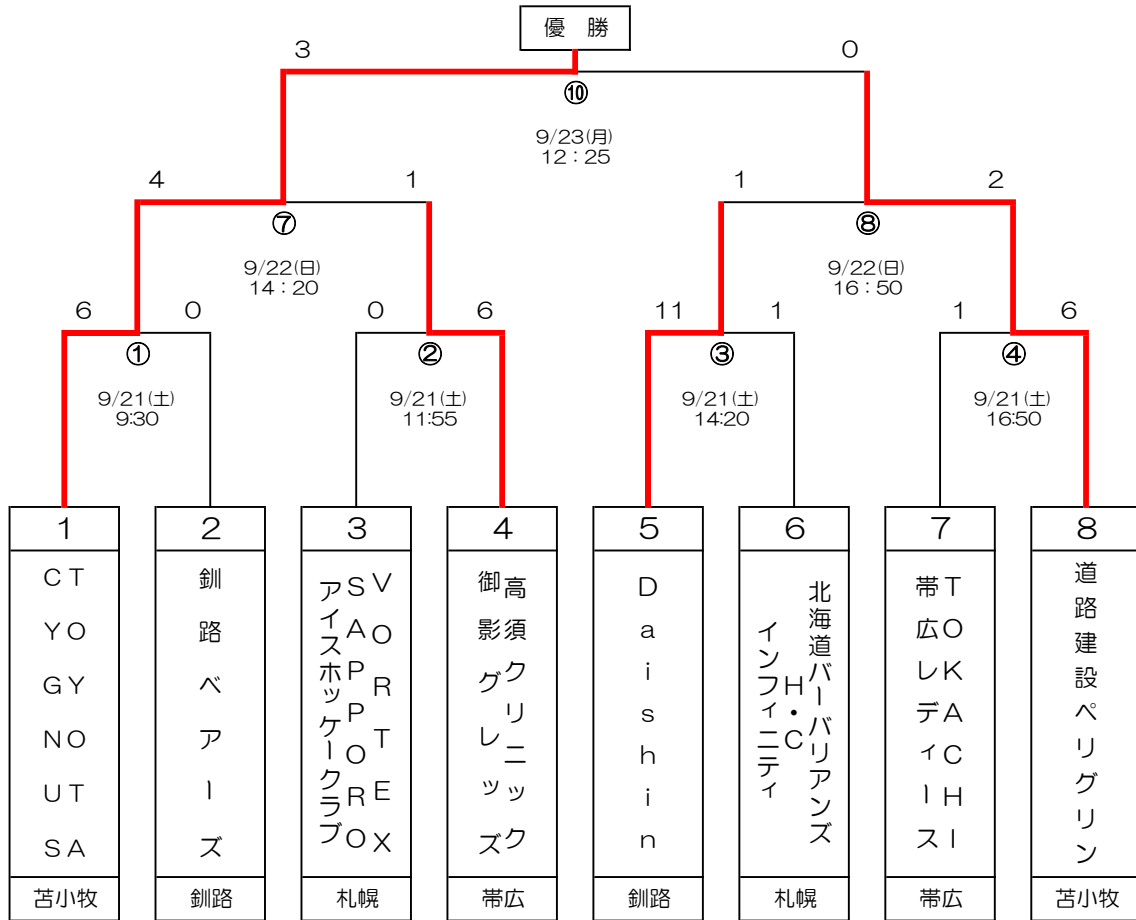 優 勝
3
0
⑩
9/23(月)
12：25
4
1
1
2
⑦
⑧
9/22(日)
14：20
9/22(日)
16：50
6
0
0
6
11
1
1
6
①
②
③
④
9/21(土)
9:30
9/21(土)
11:55
9/21(土)
14:20
9/21(土)
16:50
1
2
3
4
5
6
7
8
TOYOTA
CYGNUS
釧路ベアーズ
VORTEX
SAPPORO
アイスホッケークラブ
高須クリニック
御影グレッズ
Daishin
北海道バーバリアンズ
H・C
インフィニティ
TOKACHI
帯広レディース
道路建設ペリグリン
苫小牧
釧路
札幌
帯広
釧路
札幌
帯広
苫小牧